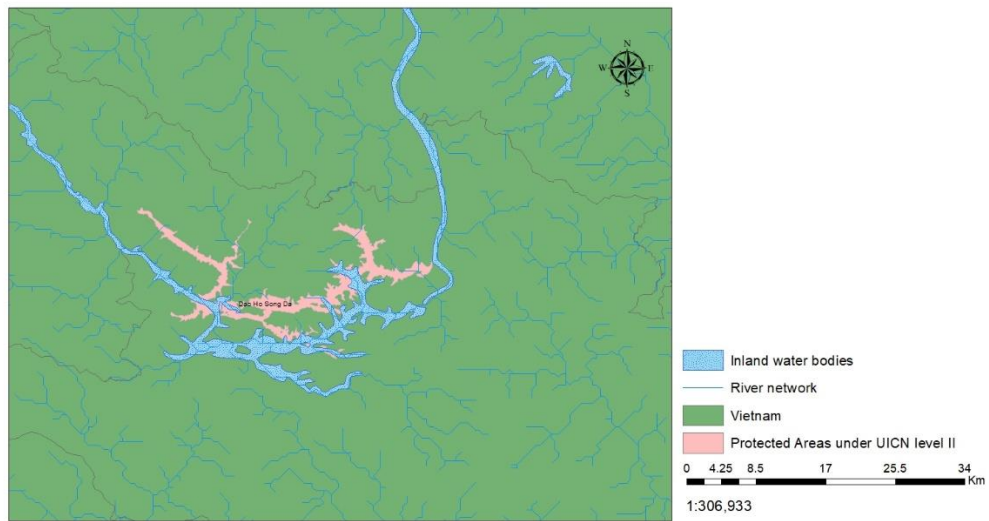 N
W E
S
Dao Ho Song Da
Inland water bodies
River network
Vietnam
Protected Areas under UICN level II
0 4.25 8.5 17 25.5 34
Km
1:306,933